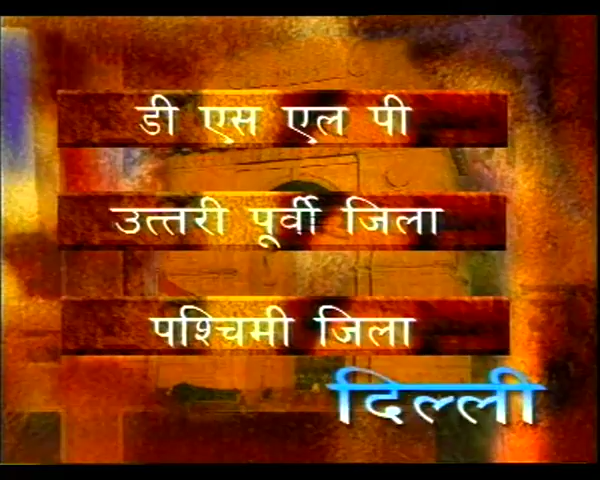 डी एस एल पी
उत्तरी पूर्वी जिला
पश्चिमी जिला
दिल्ली